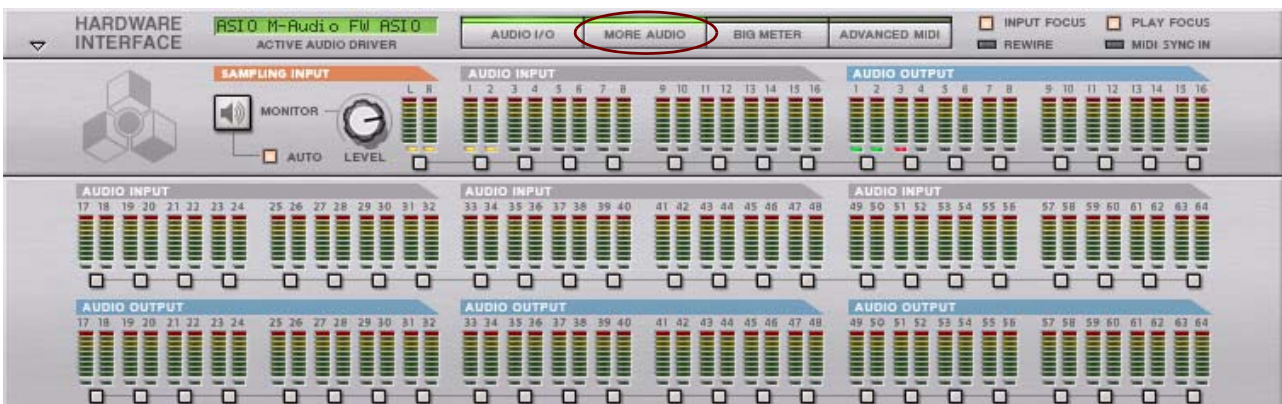 HARDWARE INTERFACE
ASIO M-Audio FW ASIO
ACTIVE AUDIO DRIVER
AUDIO I/O MORE AUDIO BIG METER ADVANCED MIDI
INPUT FOCUS PLAY FOCUS
REWIRE MIDI SYNC IN
SAMPLING INPUT AUDIO INPUT AUDIO OUTPUT
L R 1 2 3 4 5 6 7 8 9 10 11 12 13 14 15 16 1 2 3 4 5 6 7 8 9 10 11 12 13 14 15 16
MONITOR
AUTO LEVEL
AUDIO INPUT AUDIO INPUT AUDIO INPUT
17 18 19 20 21 22 23 24 25 26 27 28 29 30 31 32 33 34 35 36 37 38 39 40 41 42 43 44 45 46 47 48 49 50 51 52 53 54 55 56 57 58 59 60 61 62 63 64
AUDIO OUTPUT AUDIO OUTPUT AUDIO OUTPUT
17 18 19 20 21 22 23 24 25 26 27 28 29 30 31 32 33 34 35 36 37 38 39 40 41 42 43 44 45 46 47 48 49 50 51 52 53 54 55 56 57 58 59 60 61 62 63 64